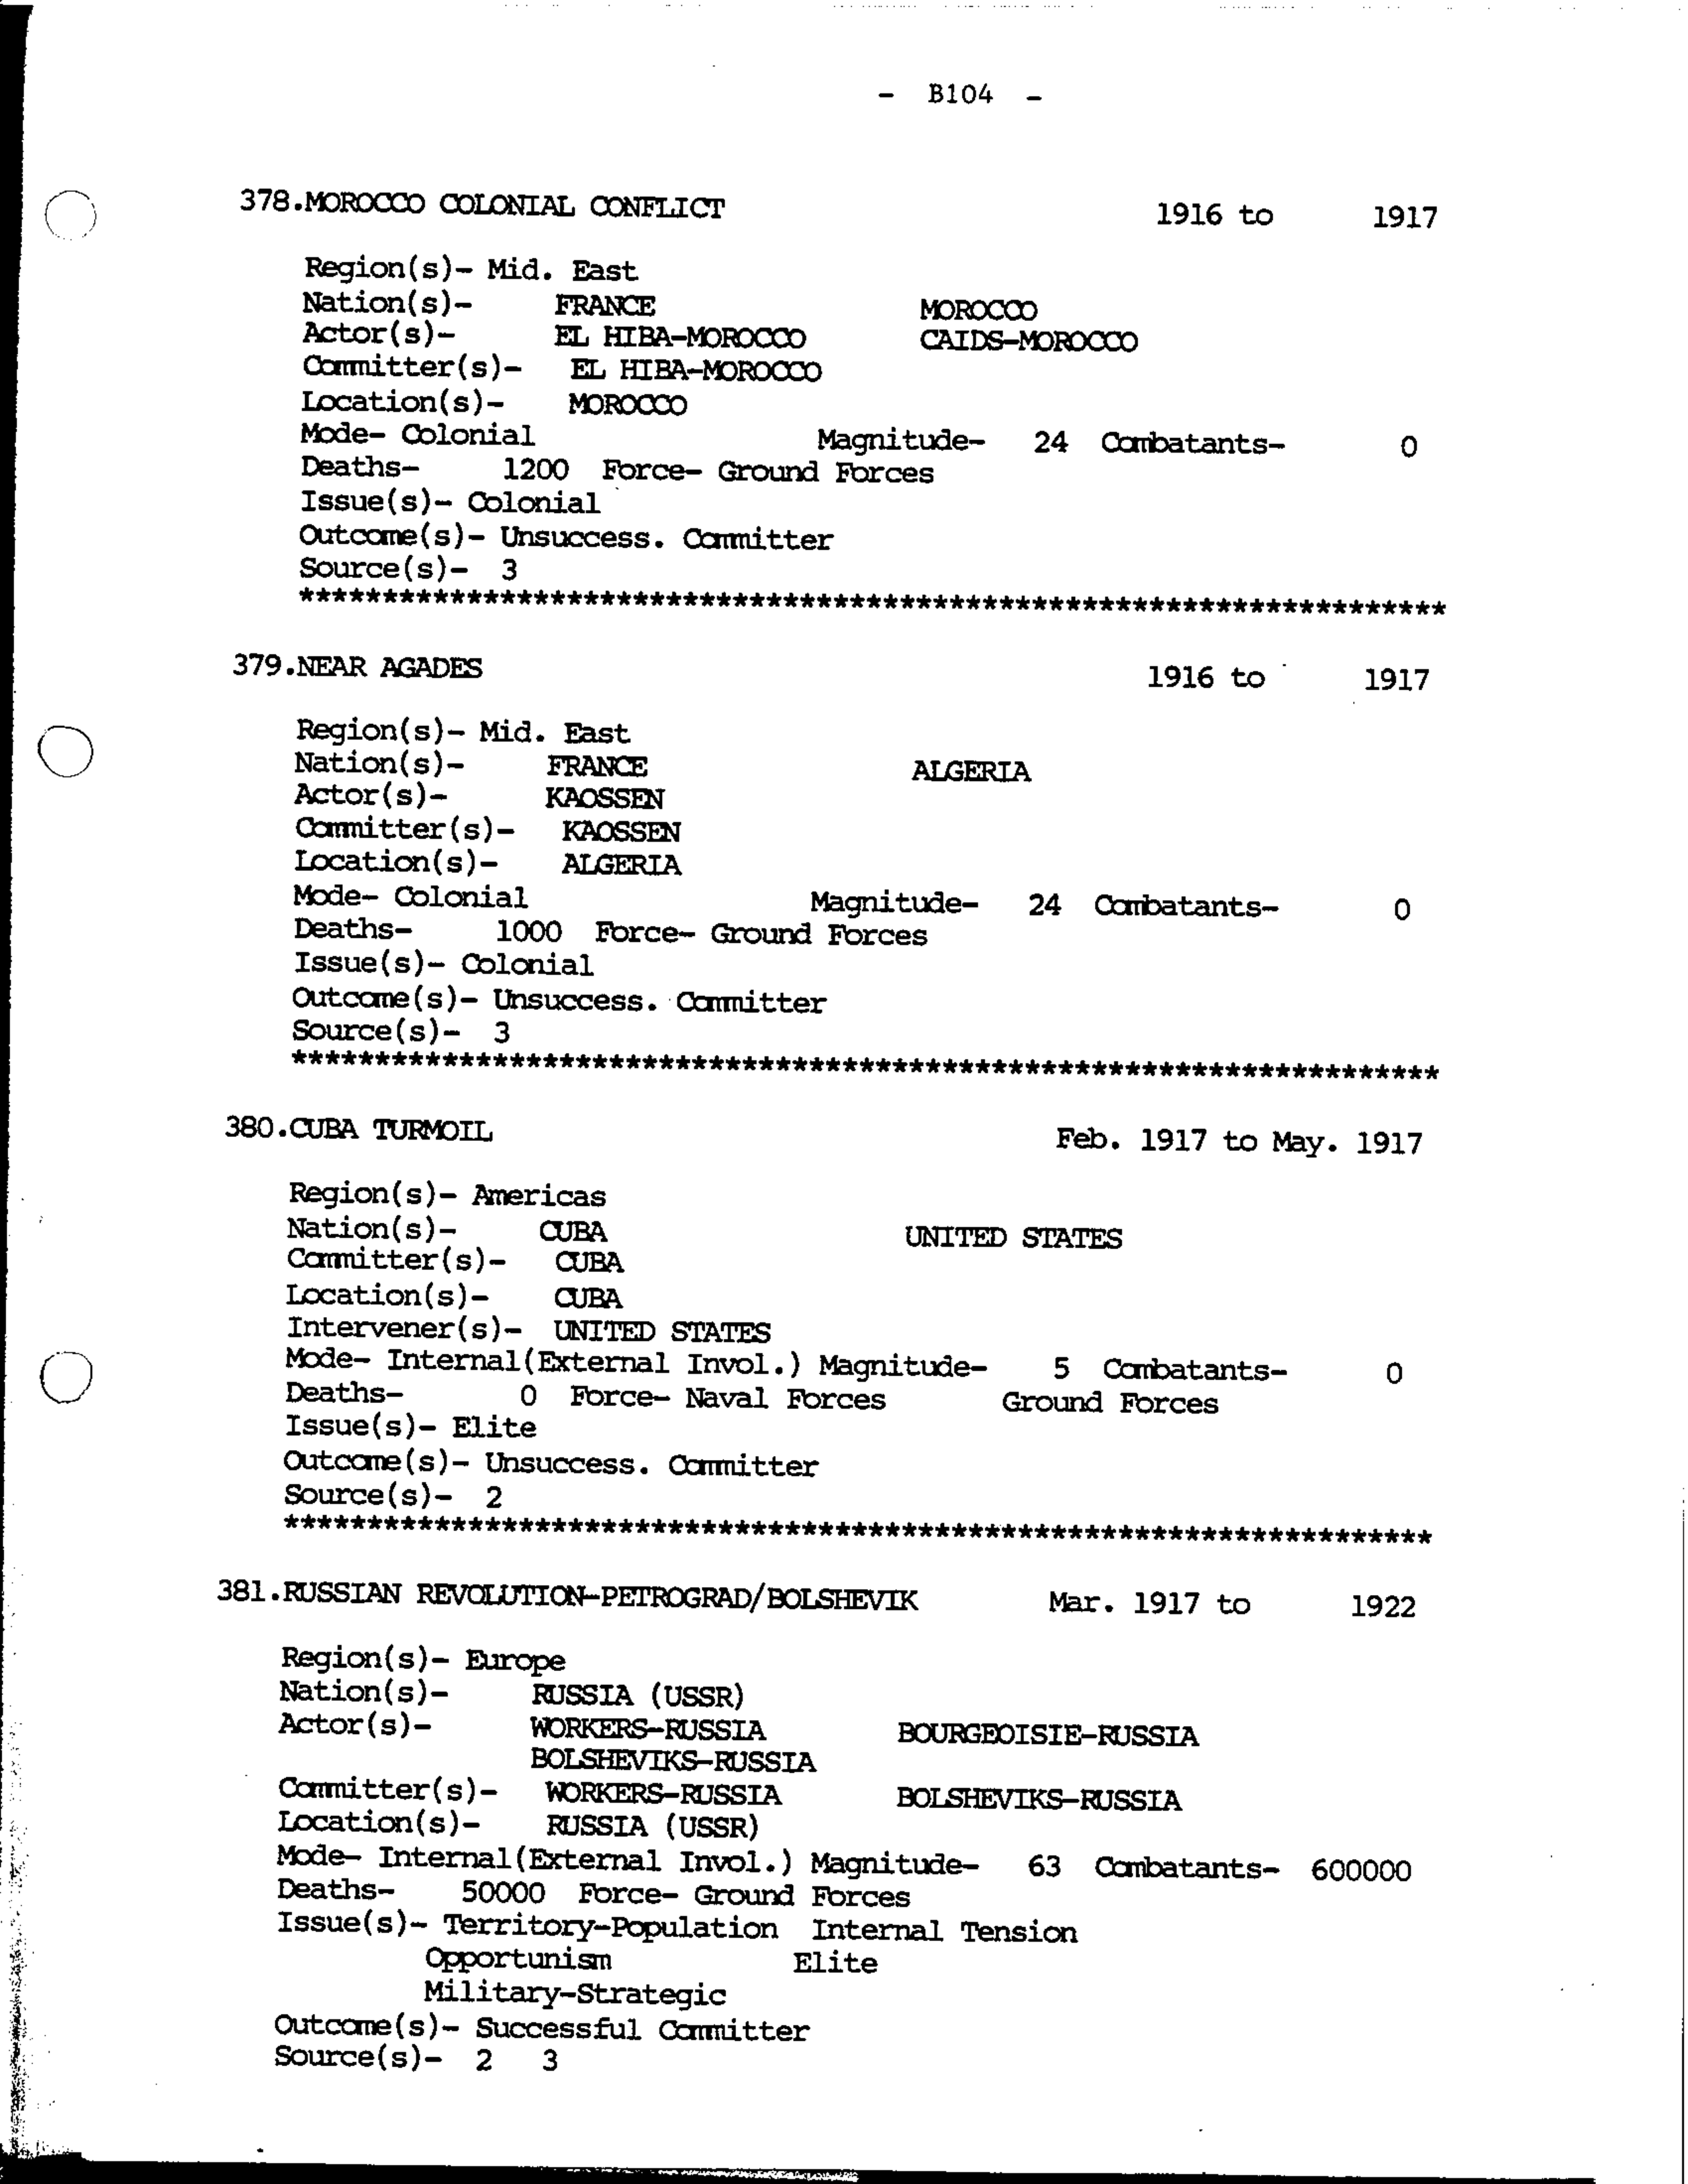 - B104 -
378.MOROCCO COLONIAL CONFLICT 1916 to 1917
Region(s)- Mid. East
Nation(s)- FRANCE MOROCCO
Actor(s)- EL HIBA-MOROCCO CAIDS-MOROCCO
Committer(s)- EL HIBA-MOROCCO
Location(s)- MOROCCO
Mode- Colonial Magnitude- 24 Combatants- 0
Deaths- 1200 Force- Ground Forces
Issue(s)- Colonial
Outcome(s)- Unsuccess. Committer
Source(s)- 3
*********************************************************************
379.NEAR AGADES 1916 to 1917
Region(s)- Mid. East
Nation(s)- FRANCE ALGERIA
Actor(s)- KAOSSEN
Committer(s)- KAOSSEN
Location(s)- ALGERIA
Mode- Colonial Magnitude- 24 Combatants- 0
Deaths- 1000 Force- Ground Forces
Issue(s)- Colonial
Outcome(s)- Unsuccess. Committer
Source(s)- 3
*********************************************************************
380.CUBA TURMOIL Feb. 1917 to May. 1917
Region(s)- Americas
Nation(s)- CUBA UNITED STATES
Committer(s)- CUBA
Location(s)- CUBA
Intervener(s)- UNITED STATES
Mode- Internal(External Invol.) Magnitude- 5 Combatants- 0
Deaths- 0 Force- Naval Forces Ground Forces
Issue(s)- Elite
Outcome(s)- Unsuccess. Committer
Source(s)- 2
*********************************************************************
381.RUSSIAN REVOLUTION-PETROGRAD/BOLSHEVIK Mar. 1917 to 1922
Region(s)- Europe
Nation(s)- RUSSIA (USSR)
Actor(s)- WORKERS-RUSSIA BOURGEOISIE-RUSSIA
BOLSHEVIKS-RUSSIA
Committer(s)- WORKERS-RUSSIA BOLSHEVIKS-RUSSIA
Location(s)- RUSSIA (USSR)
Mode- Internal(External Invol.) Magnitude- 63 Combatants- 600000
Deaths- 50000 Force- Ground Forces
Issue(s)- Territory-Population Internal Tension
Opportunism Elite
Military-Strategic
Outcome(s)- Successful Committer
Source(s)- 2 3